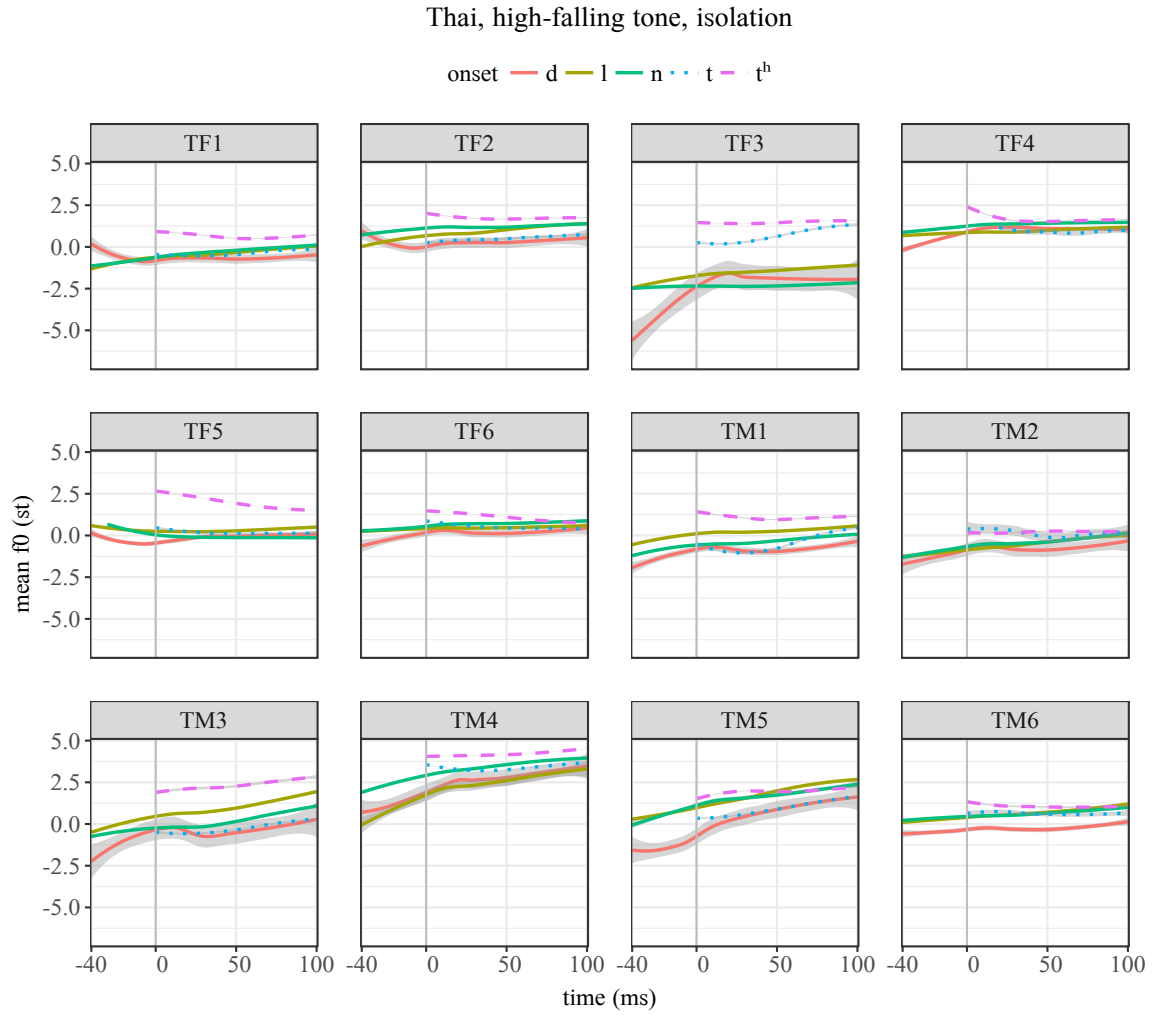 Thai, high-falling tone, isolation
onset d l n t tʰ
TF1 TF2 TF3 TF4
5.0
2.5
0.0
-2.5
-5.0
TF5 TF6 TM1 TM2
5.0
2.5
0.0
-2.5
-5.0
mean f0 (st)
TM3 TM4 TM5 TM6
5.0
2.5
0.0
-2.5
-5.0
-40 0 50 100 -40 0 50 100 -40 0 50 100 -40 0 50 100
time (ms)